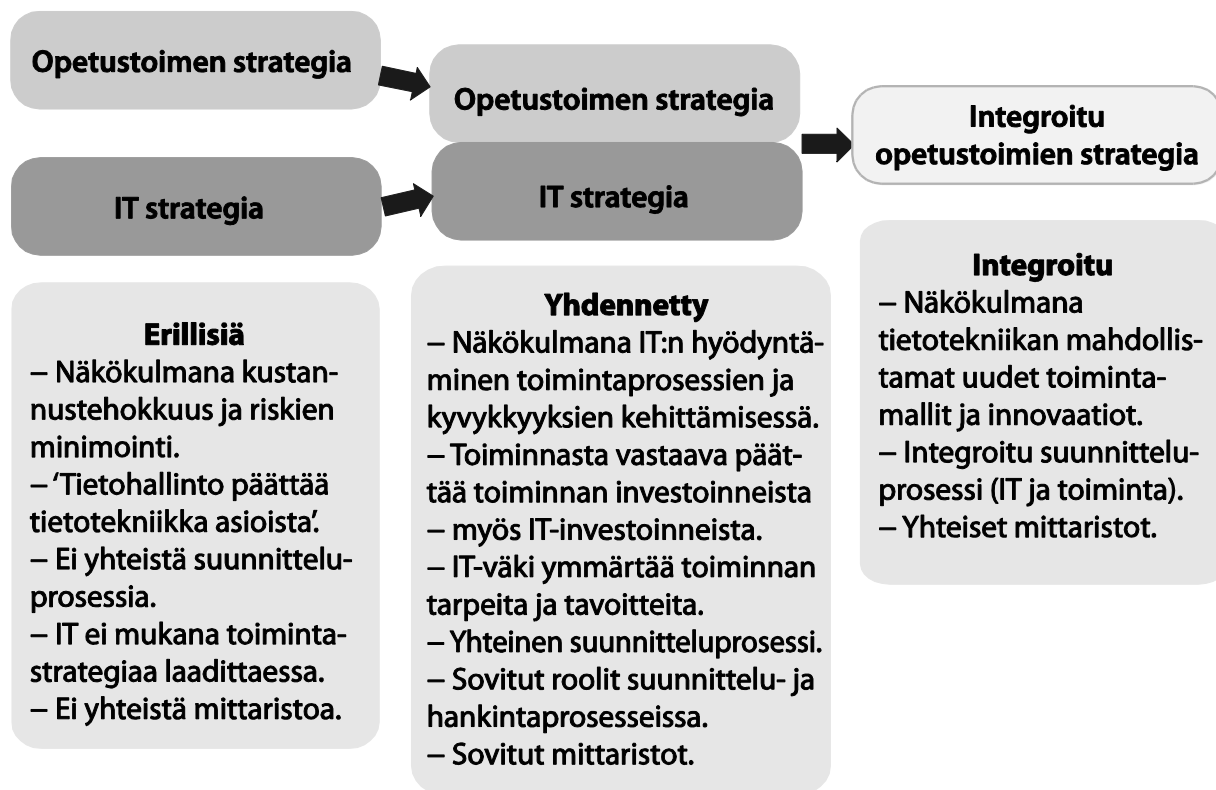 Opetustoimen strategia
IT strategia
Opetustoimen strategia
IT strategia
Integroitu
opetustoimien strategia
Erillisiä
– Näkökulmana kustan-
nustehokkuus ja riskien
minimointi.
– ‘Tietohallinto päättää
tietotekniikka asioista’.
– Ei yhteistä suunnittelu-
prosessia.
– IT ei mukana toiminta-
strategiaa laadittaessa.
– Ei yhteistä mittaristoa.
Yhdennetty
– Näkökulmana IT:n hyödyntä-
minen toimintaprosessien ja
kyvykkyyksien kehittämisessä.
– Toiminnasta vastaava päät-
tää toiminnan investoinneista
– myös IT-investoinneista.
– IT-väki ymmärtää toiminnan
tarpeita ja tavoitteita.
– Yhteinen suunnitteluprosessi.
– Sovitut roolit suunnittelu- ja
hankintaprosesseissa.
– Sovitut mittaristot.
Integroitu
– Näkökulmana
tietotekniikan mahdollis-
tamat uudet toiminta-
mallit ja innovaatiot.
– Integroitu suunnittelu-
prosessi (IT ja toiminta).
– Yhteiset mittaristot.